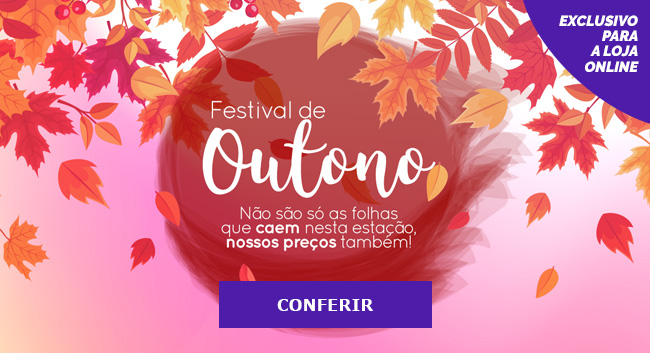 EXCLUSIVO
PARA
A LOJA
ONLINE
Festival de
Outono
Não são só as folhas
que caem nesta estação,
nossos preços também!
CONFERIR